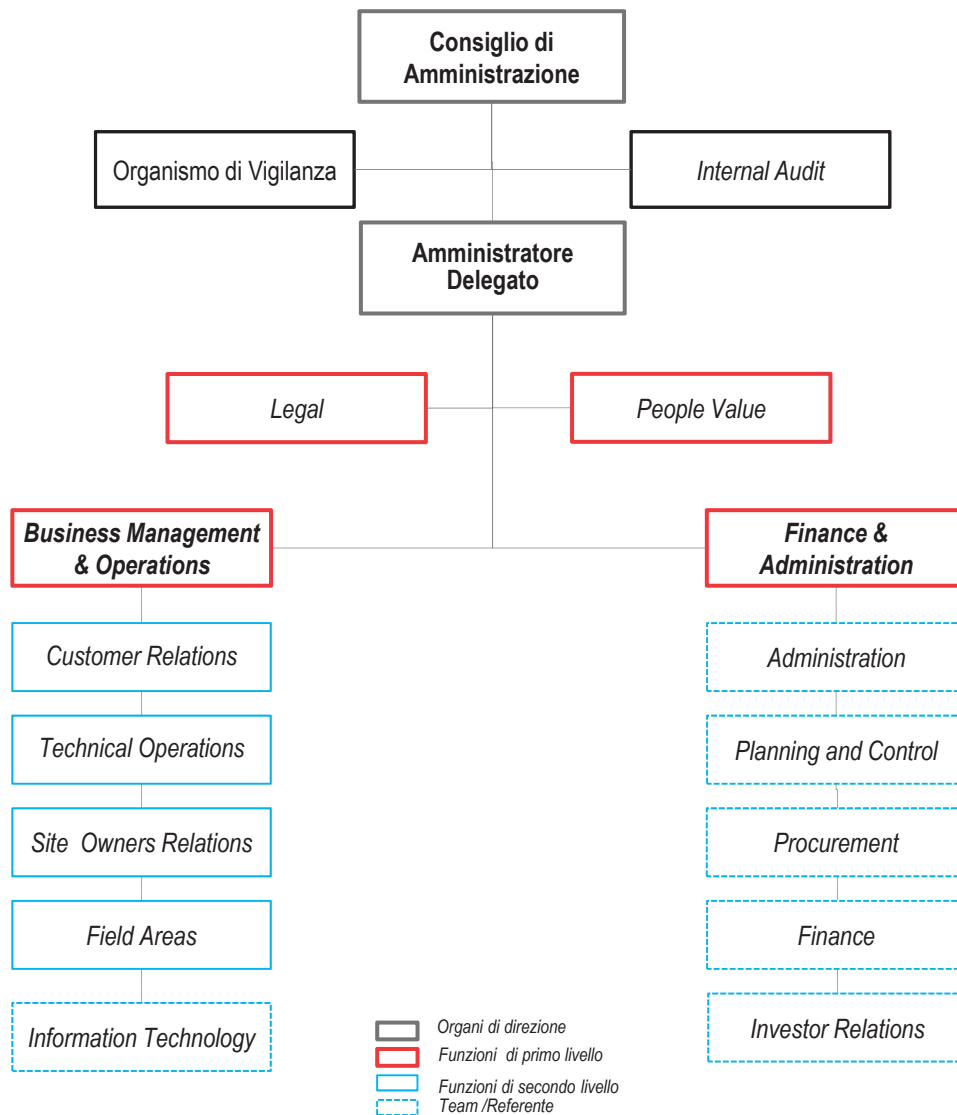 Consiglio di
Amministrazione
Organismo di Vigilanza
Internal Audit
Amministratore
Delegato
Legal
People Value
Business Management
& Operations
Finance &
Administration
Customer Relations
Administration
Technical Operations
Planning and Control
Site Owners Relations
Procurement
Field Areas
Finance
Information Technology
Investor Relations
Organi di direzione
Funzioni di primo livello
Funzioni di secondo livello
Team /Referente